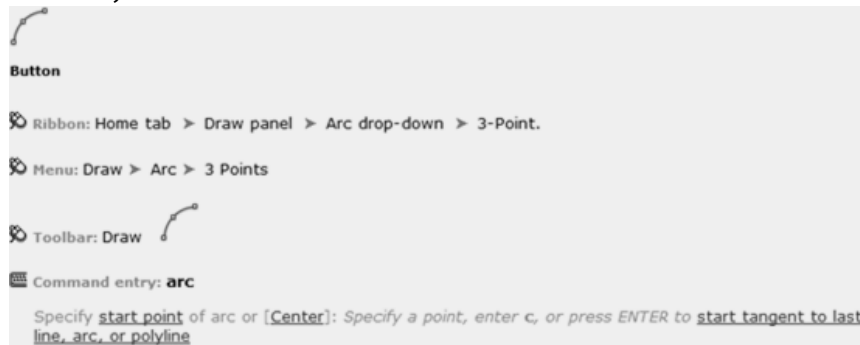 Button
Ribbon: Home tab ➤ Draw panel ➤ Arc drop-down ➤ 3-Point.
Menu: Draw ➤ Arc ➤ 3 Points
Toolbar: Draw
Command entry: arc
Specify start point of arc or [Center]: Specify a point, enter c, or press ENTER to start tangent to last
line, arc, or polyline